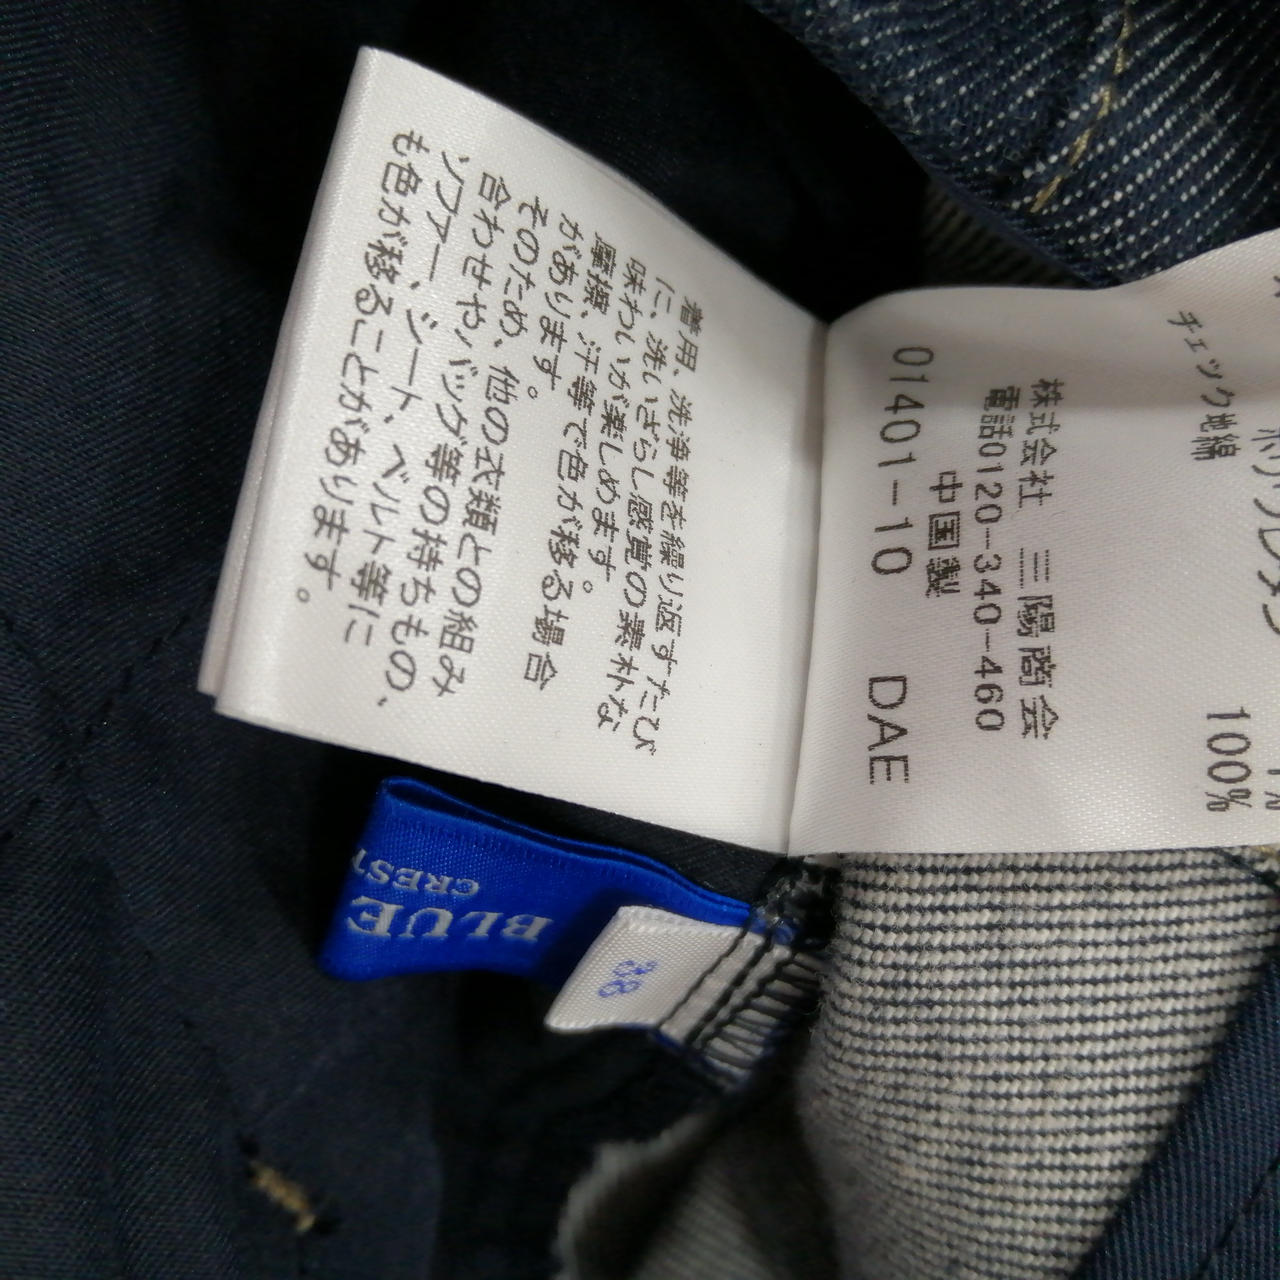 着用、洗浄等を繰り返すたび
に、洗いざらし感覚の素朴な
味わいが楽しめます。
摩擦、汗等で色が移る場合
があります。
そのため、他の衣類との組み
合わせやバッグ等の持ちもの、
ソファー、シート、ベルト等に
も色が移ることがあります。
チェック地綿
100%
株式会社 三陽商会
電話0120-340-460
中国製
01401-10 DAE
BLUE
CREST
38